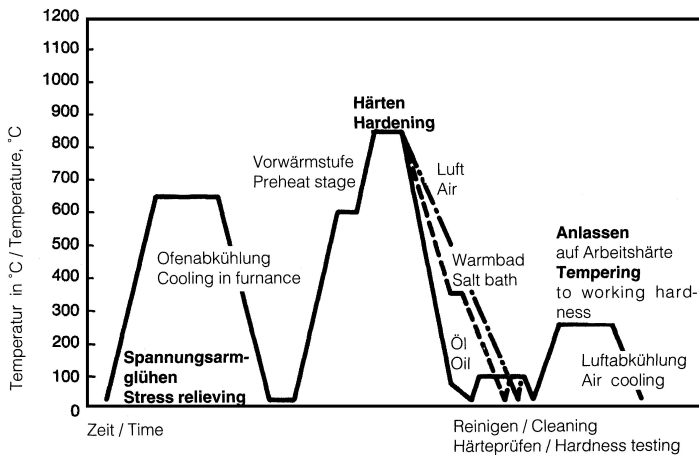 Temperatur in °C / Temperature, °C
1200
1100
1000
900
800
600
500
400
300
200
100
0
Härten
Hardening
Vorwärmstufe
Preheat stage
Luft
Air
Ofenabkühlung
Cooling in furnance
Warmbad
Salt bath
Anlassen
auf Arbeitshärte
Tempering
to working hard-
ness
Spannungsarm-
glühen
Stress relieving
Öl
Oil
Luftabkühlung
Air cooling
Zeit / Time
Reinigen / Cleaning
Härteprüfen / Hardness testing